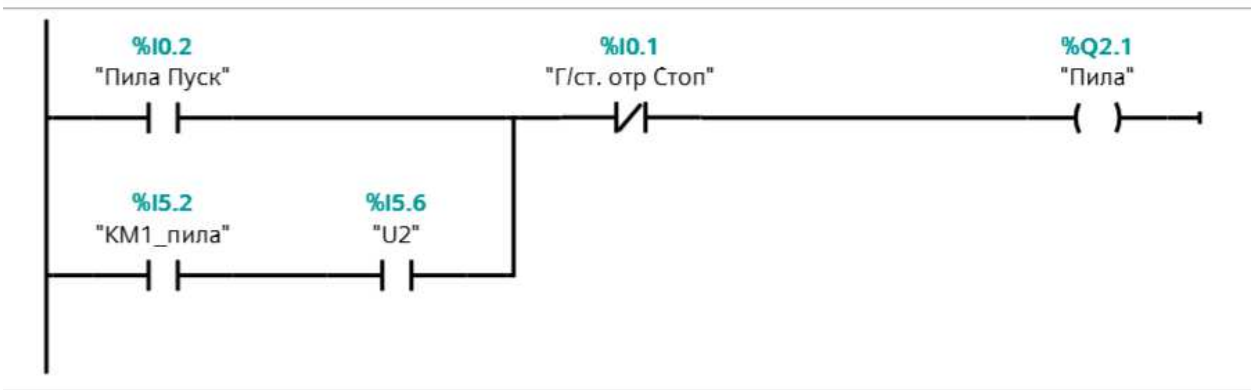 %I0.2
"Пила Пуск"
%I0.1
"Г/ст. отр Стоп"
%Q2.1
"Пила"
%I5.2
"КМ1_пила"
%I5.6
"U2"